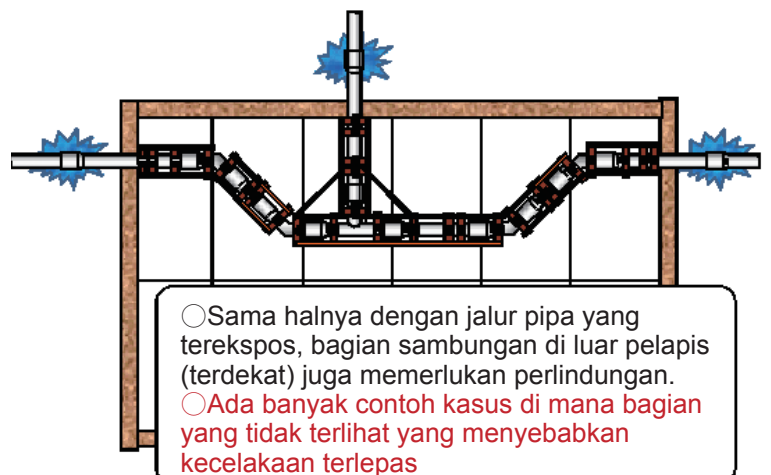 ○Sama halnya dengan jalur pipa yang
terekspos, bagian sambungan di luar pelapis
(terdekat) juga memerlukan perlindungan.
○Ada banyak contoh kasus di mana bagian
yang tidak terlihat yang menyebabkan
kecelakaan terlepas